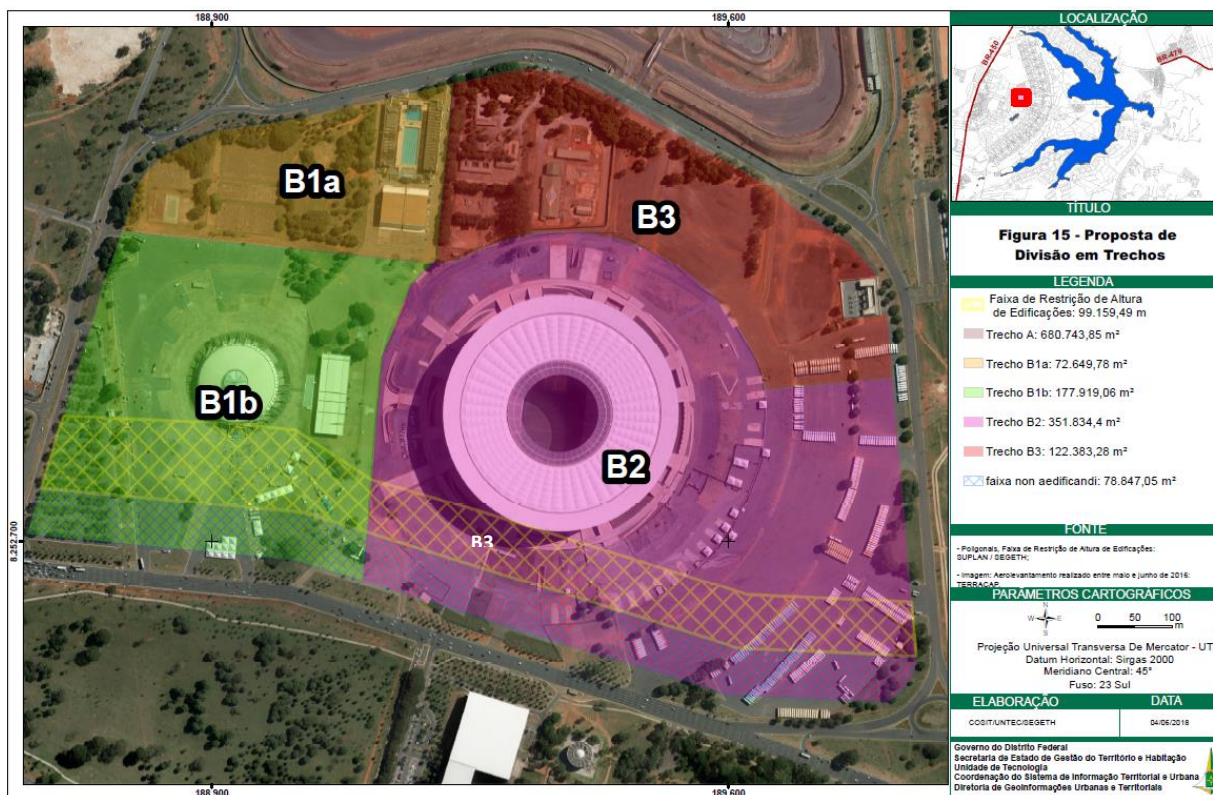 188,900
189,600
B1a
B3
B1b
B2
B3
8.252.700
188,900
189,600
LOCALIZAÇÃO
BR-450
BR-479
TÍTULO
Figura 15 - Proposta de
Divisão em Trechos
LEGENDA
Faixa de Restrição de Altura
de Edificações: 99.159,49 m
Trecho A: 680.743,85 m²
Trecho B1a: 72.649,78 m²
Trecho B1b: 177.919,06 m²
Trecho B2: 351.834,4 m²
Trecho B3: 122.383,28 m²
faixa non aedificandi: 78.847,05 m²
FONTE
- Poligonais, Faixa de Restrição de Altura de Edificações:
SUPLAN / SEGETH;
- Imagem: Aerolevantamento realizado entre maio e junho de 2016:
TERRACAP.
PARÂMETROS CARTOGRÁFICOS
N
W E
S
0 50 100
m
Projeção Universal Transversa De Mercator - UT
Datum Horizontal: Sirgas 2000
Meridiano Central: 45°
Fuso: 23 Sul
ELABORAÇÃO DATA
COSIT/UNTEC/SEGETH 04/06/2018
Governo do Distrito Federal
Secretaria de Estado de Gestão do Território e Habitação
Unidade de Tecnologia
Coordenação do Sistema de Informação Territorial e Urbana
Diretoria de Geoinformações Urbanas e Territoriais